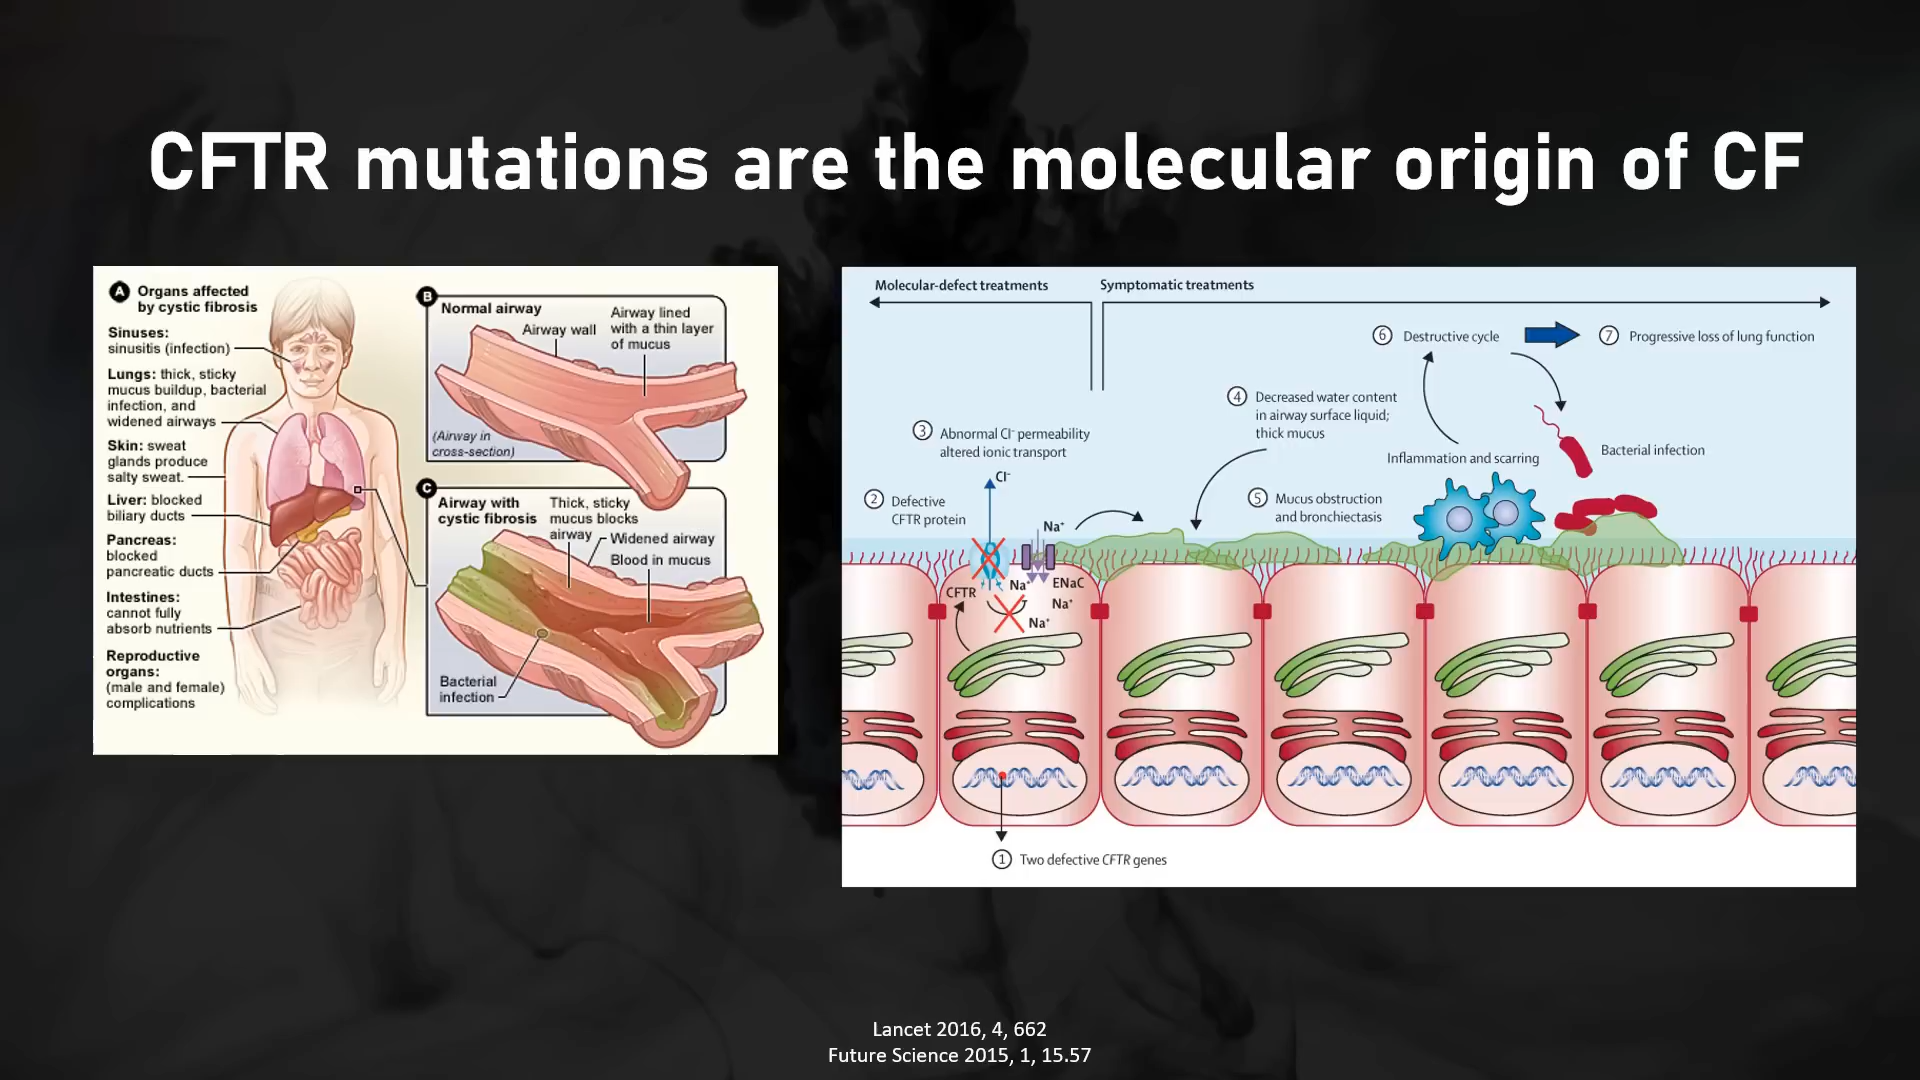 CFTR mutations are the molecular origin of CF
A Organs affected
by cystic fibrosis
Sinuses:
sinusitis (infection)
Lungs: thick, sticky
mucus buildup, bacterial
infection, and
widened airways
Skin: sweat
glands produce
salty sweat.
Liver: blocked
biliary ducts
Pancreas:
blocked
pancreatic ducts
Intestines:
cannot fully
absorb nutrients
Reproductive
organs:
(male and female)
complications
B
Normal airway
Airway wall
Airway lined
with a thin layer
of mucus
(Airway in
cross-section)
C
Airway with
cystic fibrosis
Thick, sticky
mucus blocks
airway
Widened airway
Blood in mucus
Bacterial
infection
Molecular-defect treatments
Symptomatic treatments
6 Destructive cycle
7 Progressive loss of lung function
4 Decreased water content
in airway surface liquid;
thick mucus
3 Abnormal Cl⁻ permeability
altered ionic transport
Inflammation and scarring
Bacterial infection
Cl⁻
2 Defective
CFTR protein
5 Mucus obstruction
and bronchiectasis
Na⁺
Na⁺
ENaC
CFTR
Na⁺
Na⁺
1 Two defective CFTR genes
Lancet 2016, 4, 662
Future Science 2015, 1, 15.57